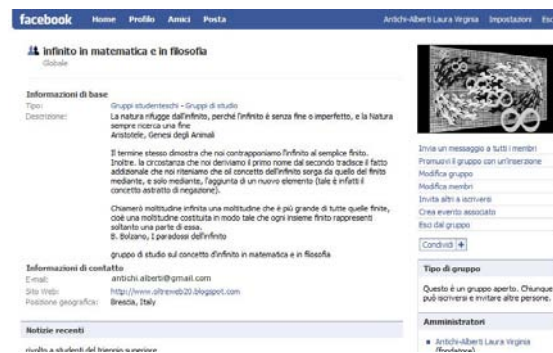 facebook Home Profilo Amici Posta Antichi-Alberti Laura Virginia Impostazioni Esci
infinito in matematica e in filosofia
Globale
Informazioni di base
Tipo: Gruppi studenteschi - Gruppi di studio
Descrizione: La natura rifugge dall'infinito, perché l'infinito è senza fine o imperfetto, e la Natura
sempre ricerca una fine
Aristotele, Genesi degli Animali
Il termine stesso dimostra che noi contrapponiamo l'infinito al semplice finito.
Inoltre. la circostanza che noi deriviamo il primo nome dal secondo tradisce il fatto
addizionale che noi riteniamo che oil concetto dell'infinito sorga da quello del finito
mediante, e solo mediante, l'aggiunta di un nuovo elemento (tale è infatti il
concetto astratto di negazione).
Chiamerò moltitudine infinita una moltitudine che è più grande di tutte quelle finite,
cioè una moltitudine costituita in modo tale che ogni insieme finito rappresenti
soltanto una parte di essa.
B. Bolzano, I paradossi dell'infinito
gruppo di studio sul concetto d'infinito in matematica e in filosofia
Informazioni di contatto
E-mail: antichi.alberti@gmail.com
Sito Web: http://www.oltreweb20.blogspot.com
Posizione geografica: Brescia, Italy
Notizie recenti
rivolto a studenti del triennio superiore
Invia un messaggio a tutti i membri
Promuovi il gruppo con un'inserzione
Modifica gruppo
Modifica membri
Invita altri a iscriversi
Crea evento associato
Esci dal gruppo
Condividi +
Tipo di gruppo
Questo è un gruppo aperto. Chiunque
può iscriversi e invitare altre persone.
Amministratori
Antichi-Alberti Laura Virginia
(fondatore)